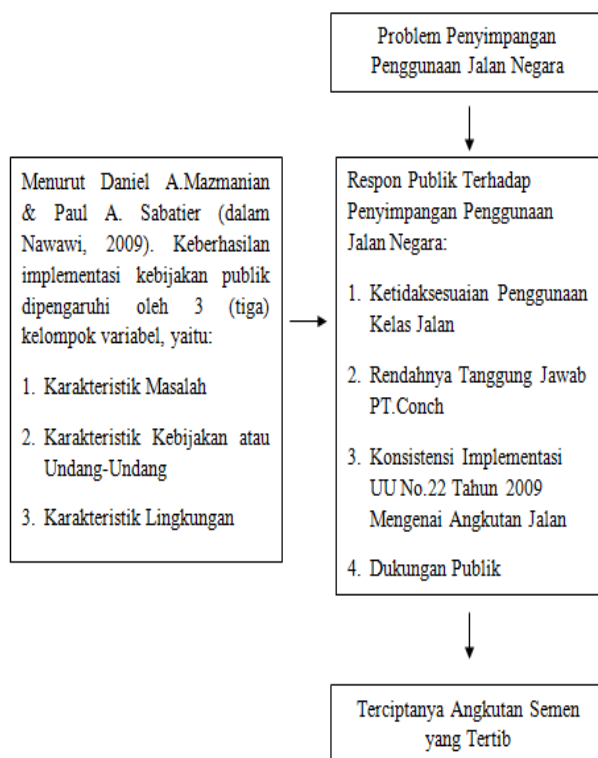 Problem Penyimpangan
Penggunaan Jalan Negara
Menurut Daniel A.Mazmanian
& Paul A. Sabatier (dalam
Nawawi, 2009). Keberhasilan
implementasi kebijakan publik
dipengaruhi oleh 3 (tiga)
kelompok variabel, yaitu:
1. Karakteristik Masalah
2. Karakteristik Kebijakan atau
Undang-Undang
3. Karakteristik Lingkungan
Respon Publik Terhadap
Penyimpangan Penggunaan
Jalan Negara:
1. Ketidaksesuaian Penggunaan
Kelas Jalan
2. Rendahnya Tanggung Jawab
PT.Conch
3. Konsistensi Implementasi
UU No.22 Tahun 2009
Mengenai Angkutan Jalan
4. Dukungan Publik
Terciptanya Angkutan Semen
yang Tertib